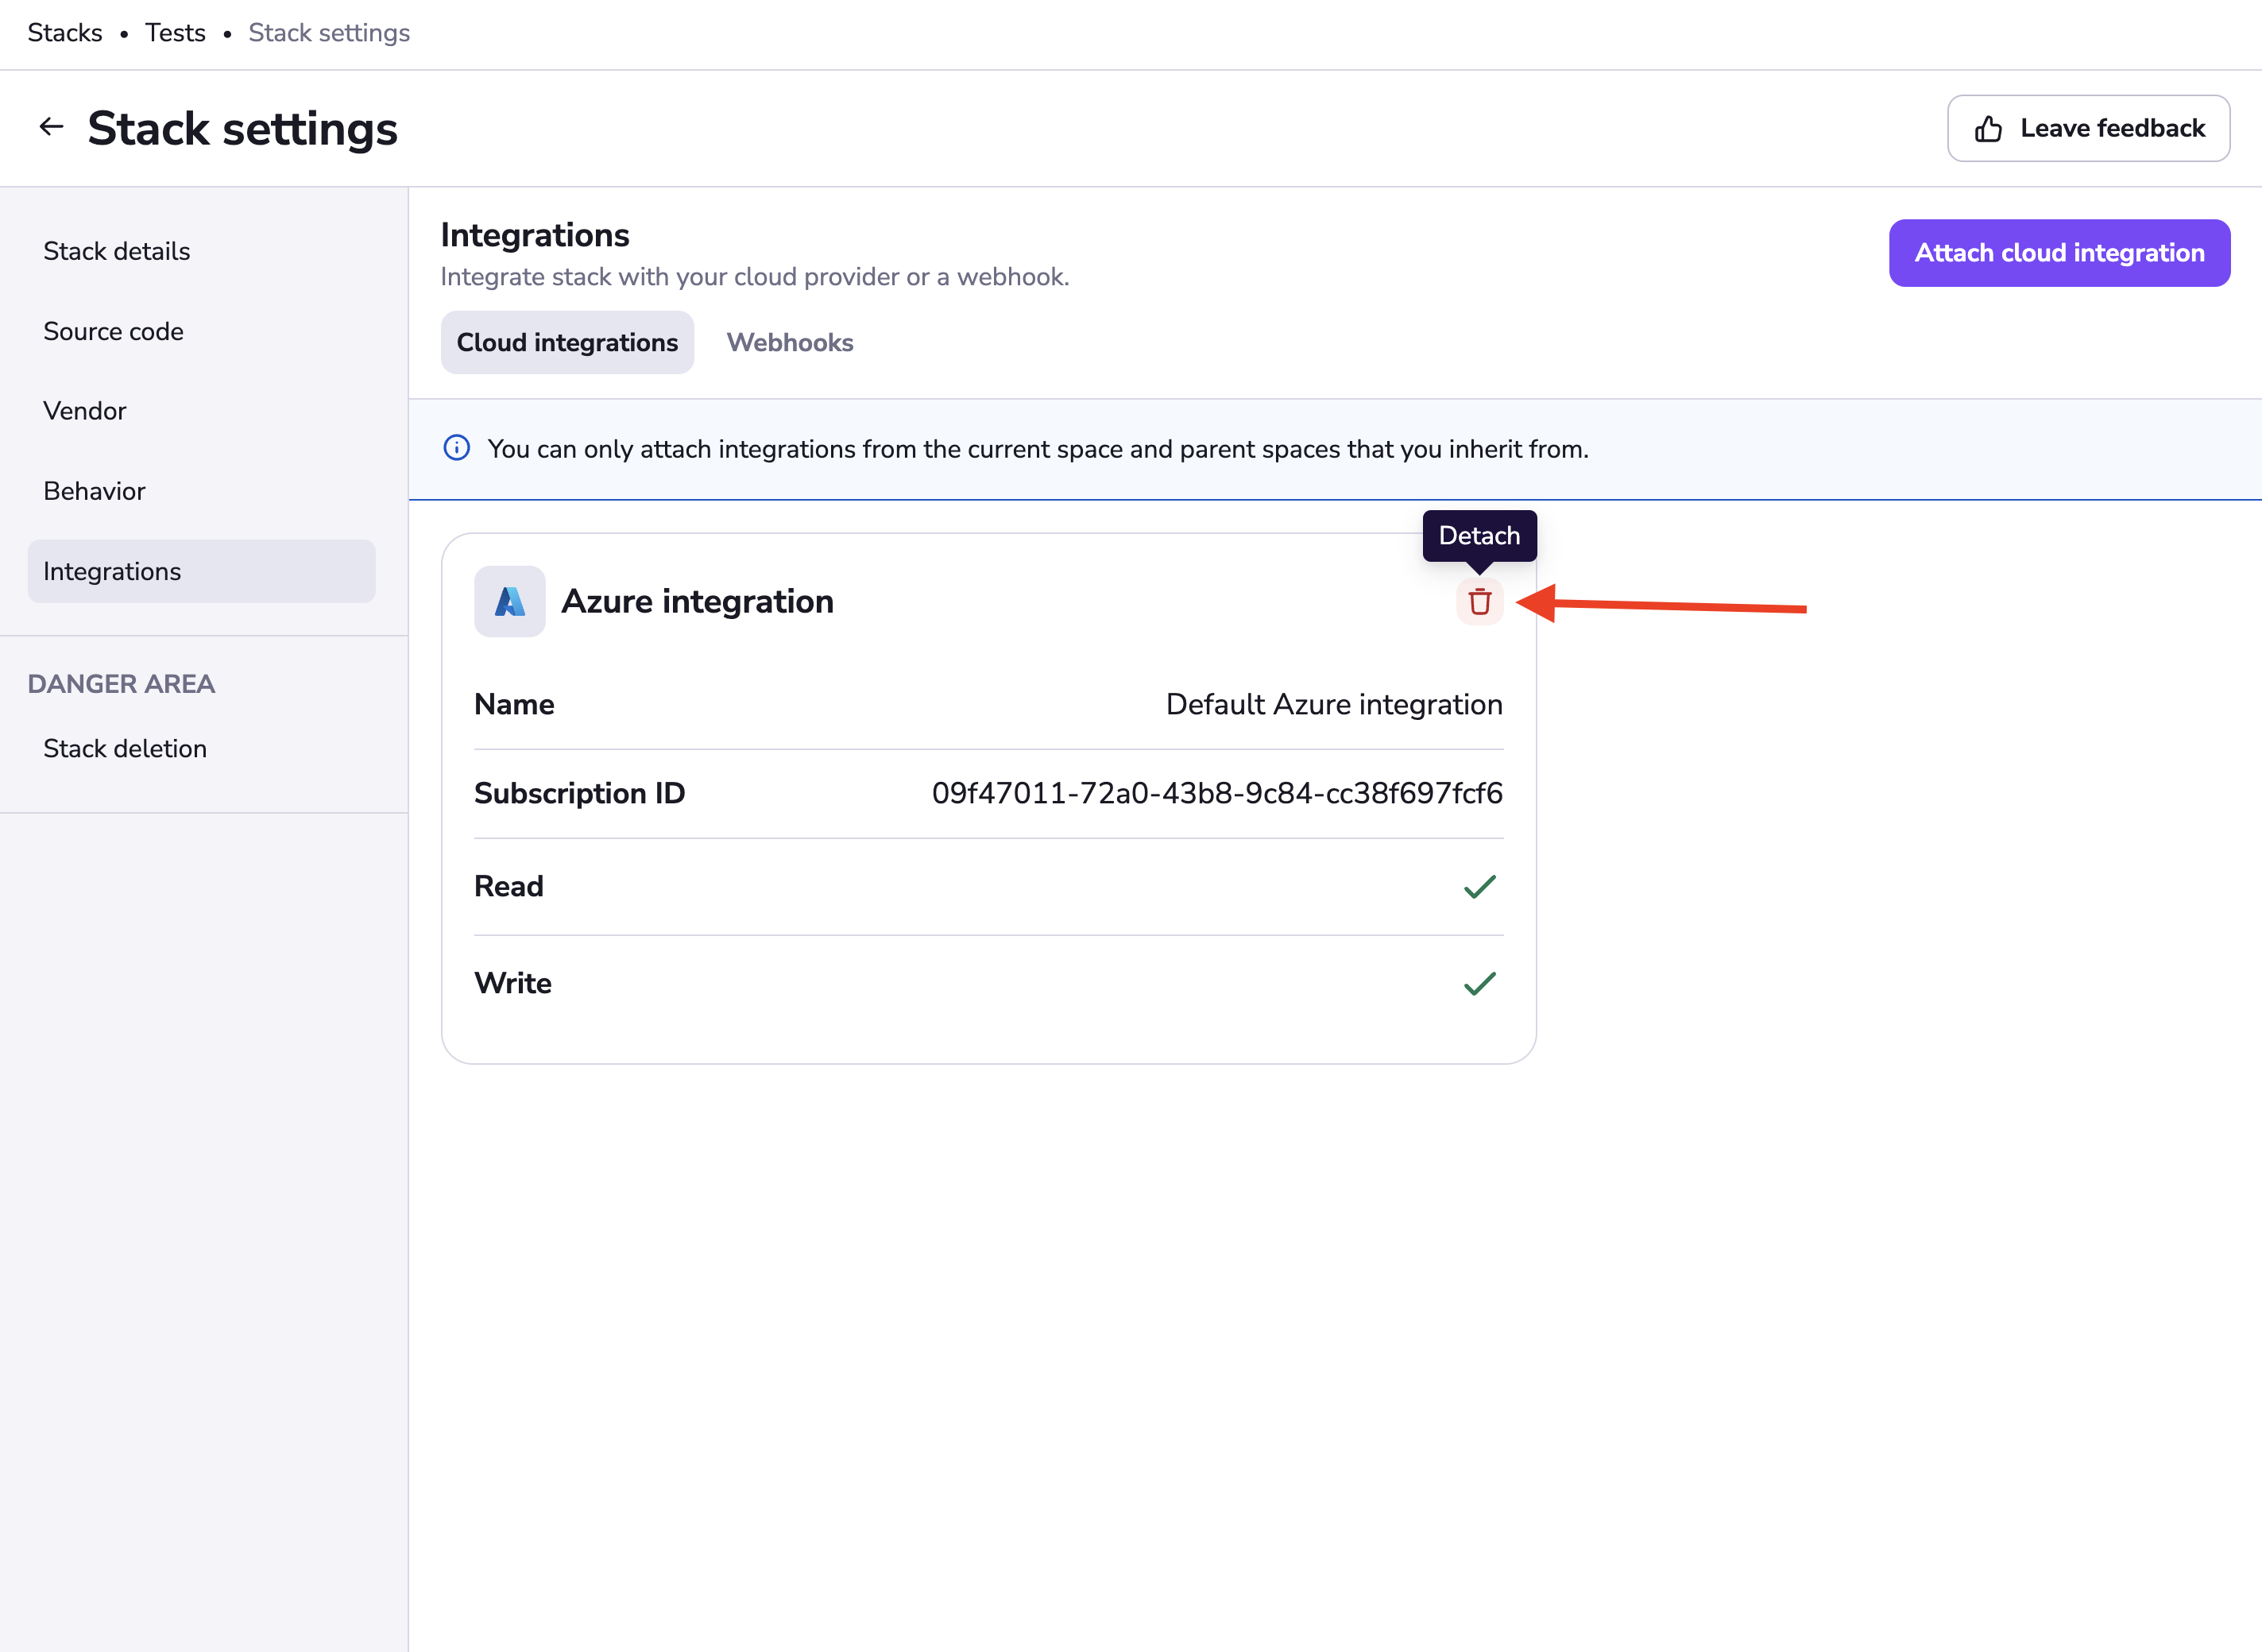 Stacks • Tests • Stack settings
Stack settings
Leave feedback
Stack details
Source code
Vendor
Behavior
Integrations
DANGER AREA
Stack deletion
Integrations
Integrate stack with your cloud provider or a webhook.
Attach cloud integration
Cloud integrations Webhooks
You can only attach integrations from the current space and parent spaces that you inherit from.
Detach
Azure integration
Name Default Azure integration
Subscription ID 09f47011-72a0-43b8-9c84-cc38f697fcf6
Read
Write